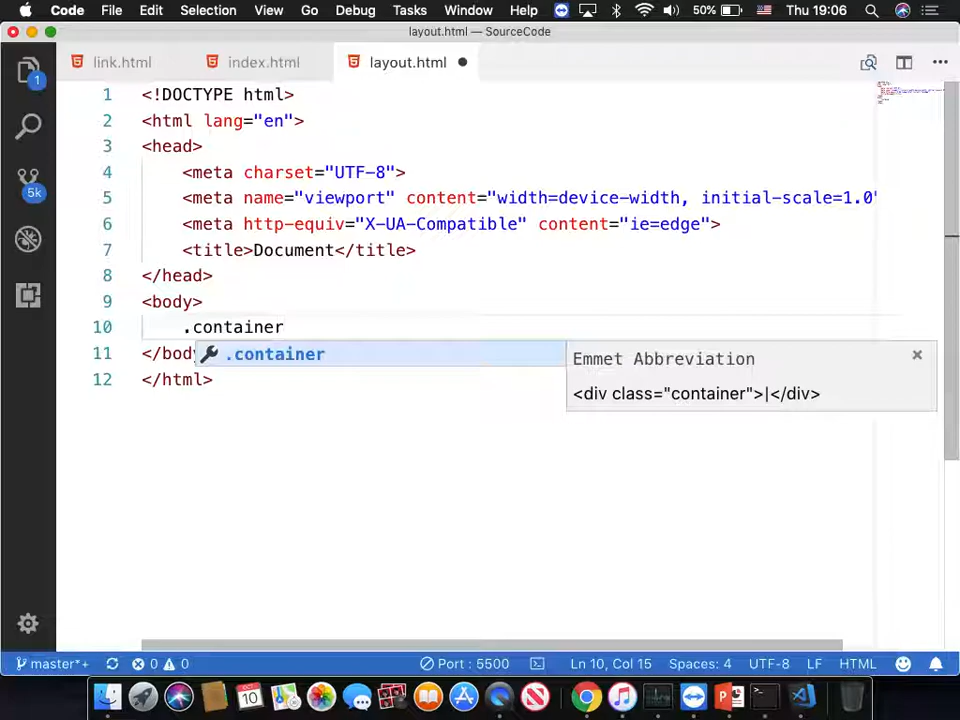 Code File Edit Selection View Go Debug Tasks Window Help 50% Thu 19:06
layout.html — SourceCode
link.html index.html layout.html
1 <!DOCTYPE html>
2 <html lang="en">
3 <head>
4 <meta charset="UTF-8">
5 <meta name="viewport" content="width=device-width, initial-scale=1.0"
6 <meta http-equiv="X-UA-Compatible" content="ie=edge">
7 <title>Document</title>
8 </head>
9 <body>
10 .container
11 </body
12 </html>
.container
Emmet Abbreviation
<div class="container">|</div>
1
5k
master*+ 0 0 Port : 5500 Ln 10, Col 15 Spaces: 4 UTF-8 LF HTML
10